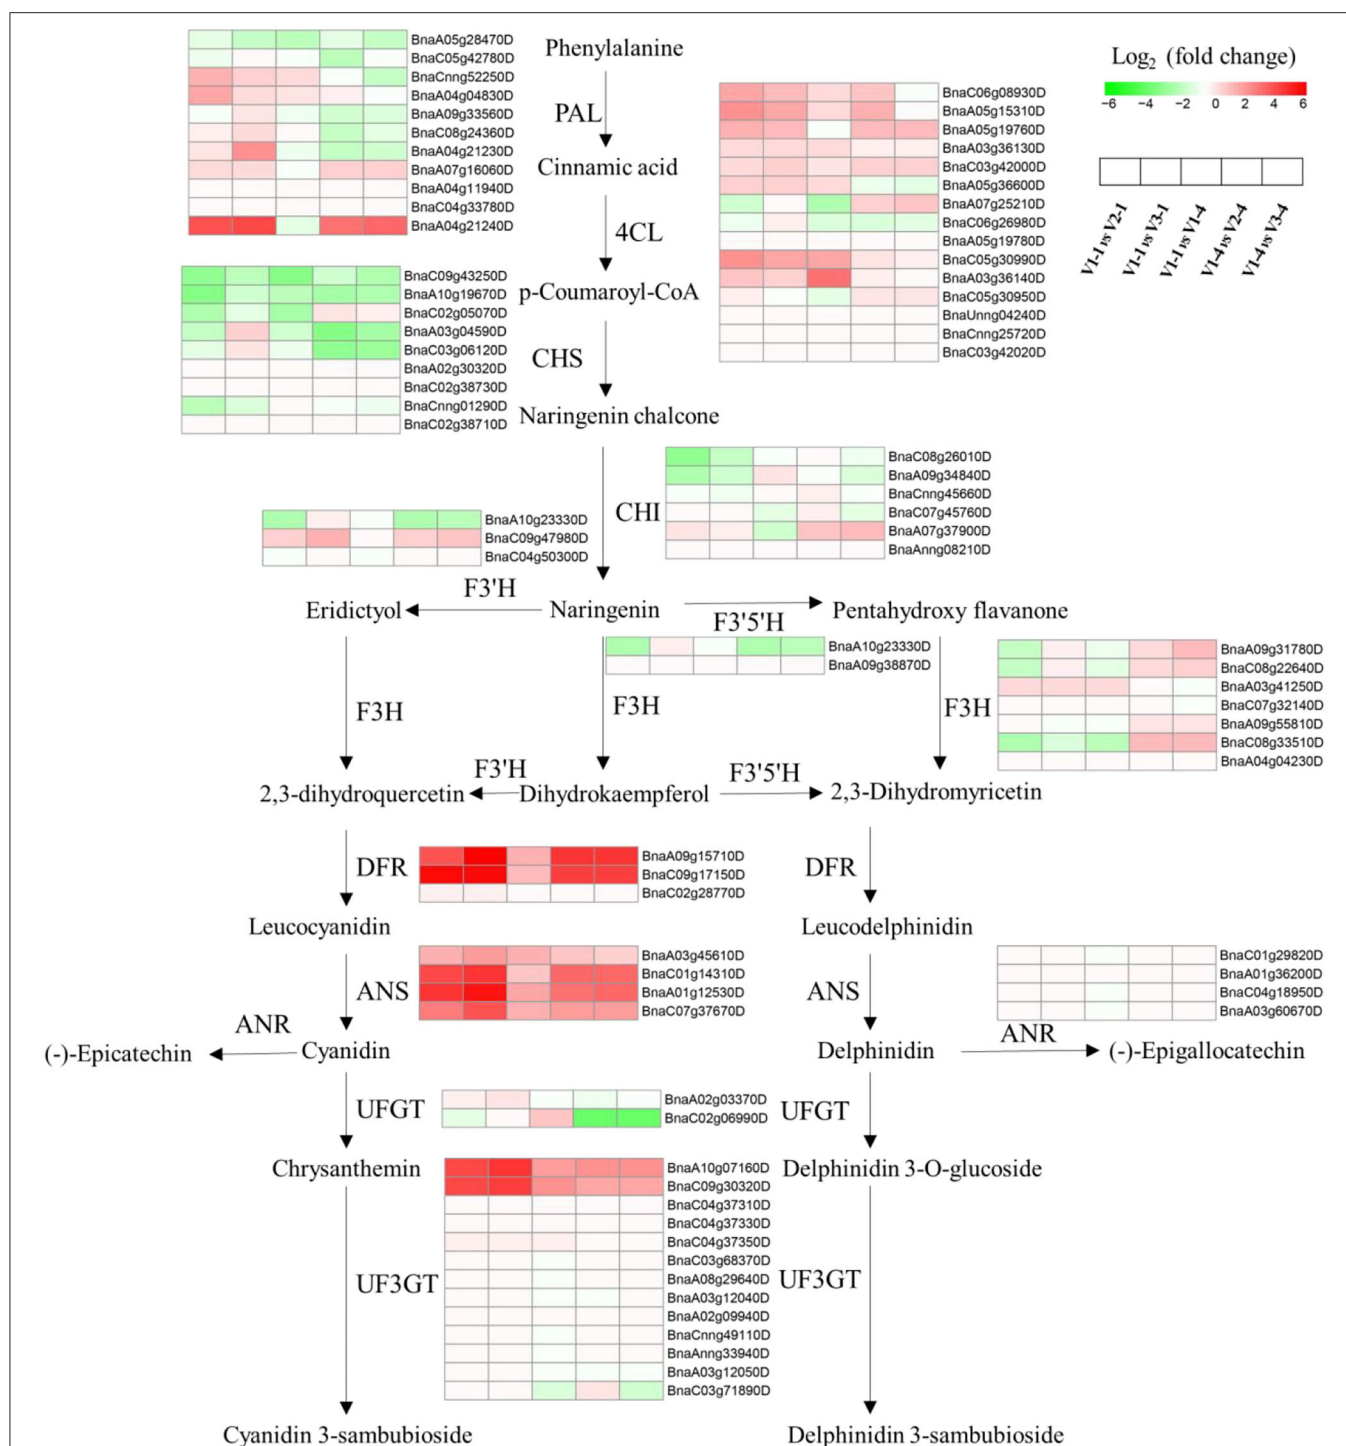 BnaA05g28470D
BnaC05g42780D
BnaCnng52250D
BnaA04g04830D
BnaA09g33560D
BnaC08g24360D
BnaA04g21230D
BnaA07g16060D
BnaA04g11940D
BnaC04g33780D
BnaA04g21240D
Phenylalanine
PAL
Cinnamic acid
4CL
Log2 (fold change)
−6 −2 0 2 6
V1-1 vs V2-1
V1-1 vs V3-1
V1-1 vs V1-4
V1-4 vs V2-4
V1-4 vs V3-4
BnaC06g08930D
BnaA05g15310D
BnaA05g19760D
BnaA03g36130D
BnaC03g42000D
BnaA05g36600D
BnaA07g25210D
BnaC06g26980D
BnaA05g19780D
BnaC05g30990D
BnaA03g36140D
BnaC05g30950D
BnaUnng04240D
BnaCnng25720D
BnaC03g42020D
BnaC09g43250D
BnaA10g19670D
BnaC02g05070D
BnaA03g04590D
BnaC03g06120D
BnaA02g30320D
BnaC02g38730D
BnaCnng01290D
BnaC02g38710D
p-Coumaroyl-CoA
CHS
Naringenin chalcone
CHI
BnaC08g26010D
BnaA09g34840D
BnaCnng45660D
BnaC07g45760D
BnaA07g37900D
BnaAnng08210D
BnaA10g23330D
BnaC09g47980D
BnaC04g50300D
F3'H
Eridictyol
Naringenin
F3'5'H
Pentahydroxy flavanone
BnaA10g23330D
BnaA09g38870D
BnaA09g31780D
BnaC08g22640D
BnaA03g41250D
BnaC07g32140D
BnaA09g55810D
BnaC08g33510D
BnaA04g04230D
F3H
F3H
F3H
2,3-dihydroquercetin
F3'H
Dihydrokaempferol
F3'5'H
2,3-Dihydromyricetin
DFR
BnaA09g15710D
BnaC09g17150D
BnaC02g28770D
DFR
Leucocyanidin
Leucodelphinidin
ANS
BnaA03g45610D
BnaC01g14310D
BnaA01g12530D
BnaC07g37670D
ANS
BnaC01g29820D
BnaA01g36200D
BnaC04g18950D
BnaA03g60670D
(-)-Epicatechin
ANR
Cyanidin
Delphinidin
ANR
(-)-Epigallocatechin
UFGT
BnaA02g03370D
BnaC02g06990D
UFGT
Chrysanthemin
Delphinidin 3-O-glucoside
BnaA10g07160D
BnaC09g30320D
BnaC04g37310D
BnaC04g37330D
BnaC04g37350D
BnaC03g68370D
BnaA08g29640D
BnaA03g12040D
BnaA02g09940D
BnaCnng49110D
BnaAnng33940D
BnaA03g12050D
BnaC03g71890D
UF3GT
UF3GT
Cyanidin 3-sambubioside
Delphinidin 3-sambubioside